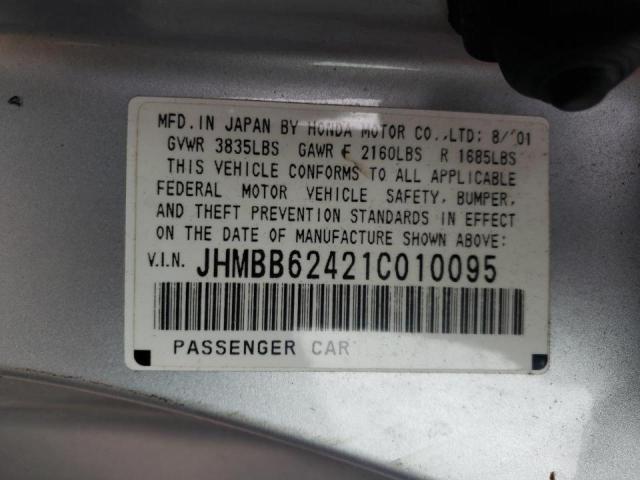 MFD. IN JAPAN BY HONDA MOTOR CO.,LTD: 8/'01
GVWR 3835LBS GAWR F 2160LBS R 1685LBS
THIS VEHICLE CONFORMS TO ALL APPLICABLE
FEDERAL MOTOR VEHICLE SAFETY, BUMPER,
AND THEFT PREVENTION STANDARDS IN EFFECT
ON THE DATE OF MANUFACTURE SHOWN ABOVE:
V.I.N. JHMBB62421C010095
PASSENGER CAR